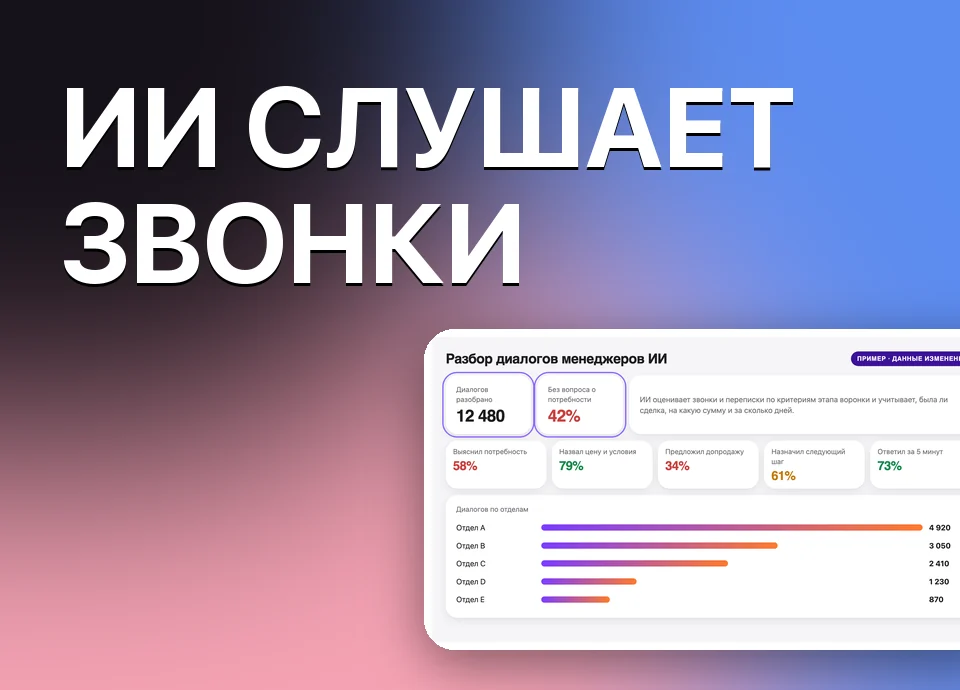 ИИ СЛУШАЕТ
ЗВОНКИ
Разбор диалогов менеджеров ИИ
ПРИМЕР · ДАННЫЕ
Диалогов
разобрано
12 480
Без вопроса о
потребности
42%
ИИ оценивает звонки и переписки по критериям этапа воронки и учитывает, была ли
сделка, на какую сумму и за сколько дней.
Выяснил потребность
58%
Назвал цену и условия
79%
Предложил допродажу
34%
Назначил следующий
шаг
61%
Ответил за 5 минут
73%
Диалоги по отделам
Отдел A 4 920
Отдел B 3 050
Отдел C 2 410
Отдел D 1 230
Отдел E 870